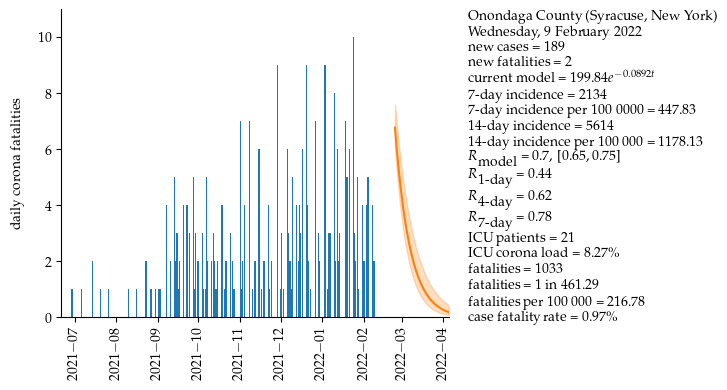 Onondaga County (Syracuse, New York)
Wednesday, 9 February 2022
new cases = 189
new fatalities = 2
current model = 199.84e^{−0.0892t}
7-day incidence = 2134
7-day incidence per 100 0000 = 447.83
14-day incidence = 5614
14-day incidence per 100 000 = 1178.13
R_model = 0.7, [0.65, 0.75]
R_1-day = 0.44
R_4-day = 0.62
R_7-day = 0.78
ICU patients = 21
ICU corona load = 8.27%
fatalities = 1033
fatalities = 1 in 461.29
fatalities per 100 000 = 216.78
case fatality rate = 0.97%
daily corona fatalities
10
8
6
4
2
0
2021−07
2021−08
2021−09
2021−10
2021−11
2021−12
2022−01
2022−02
2022−03
2022−04